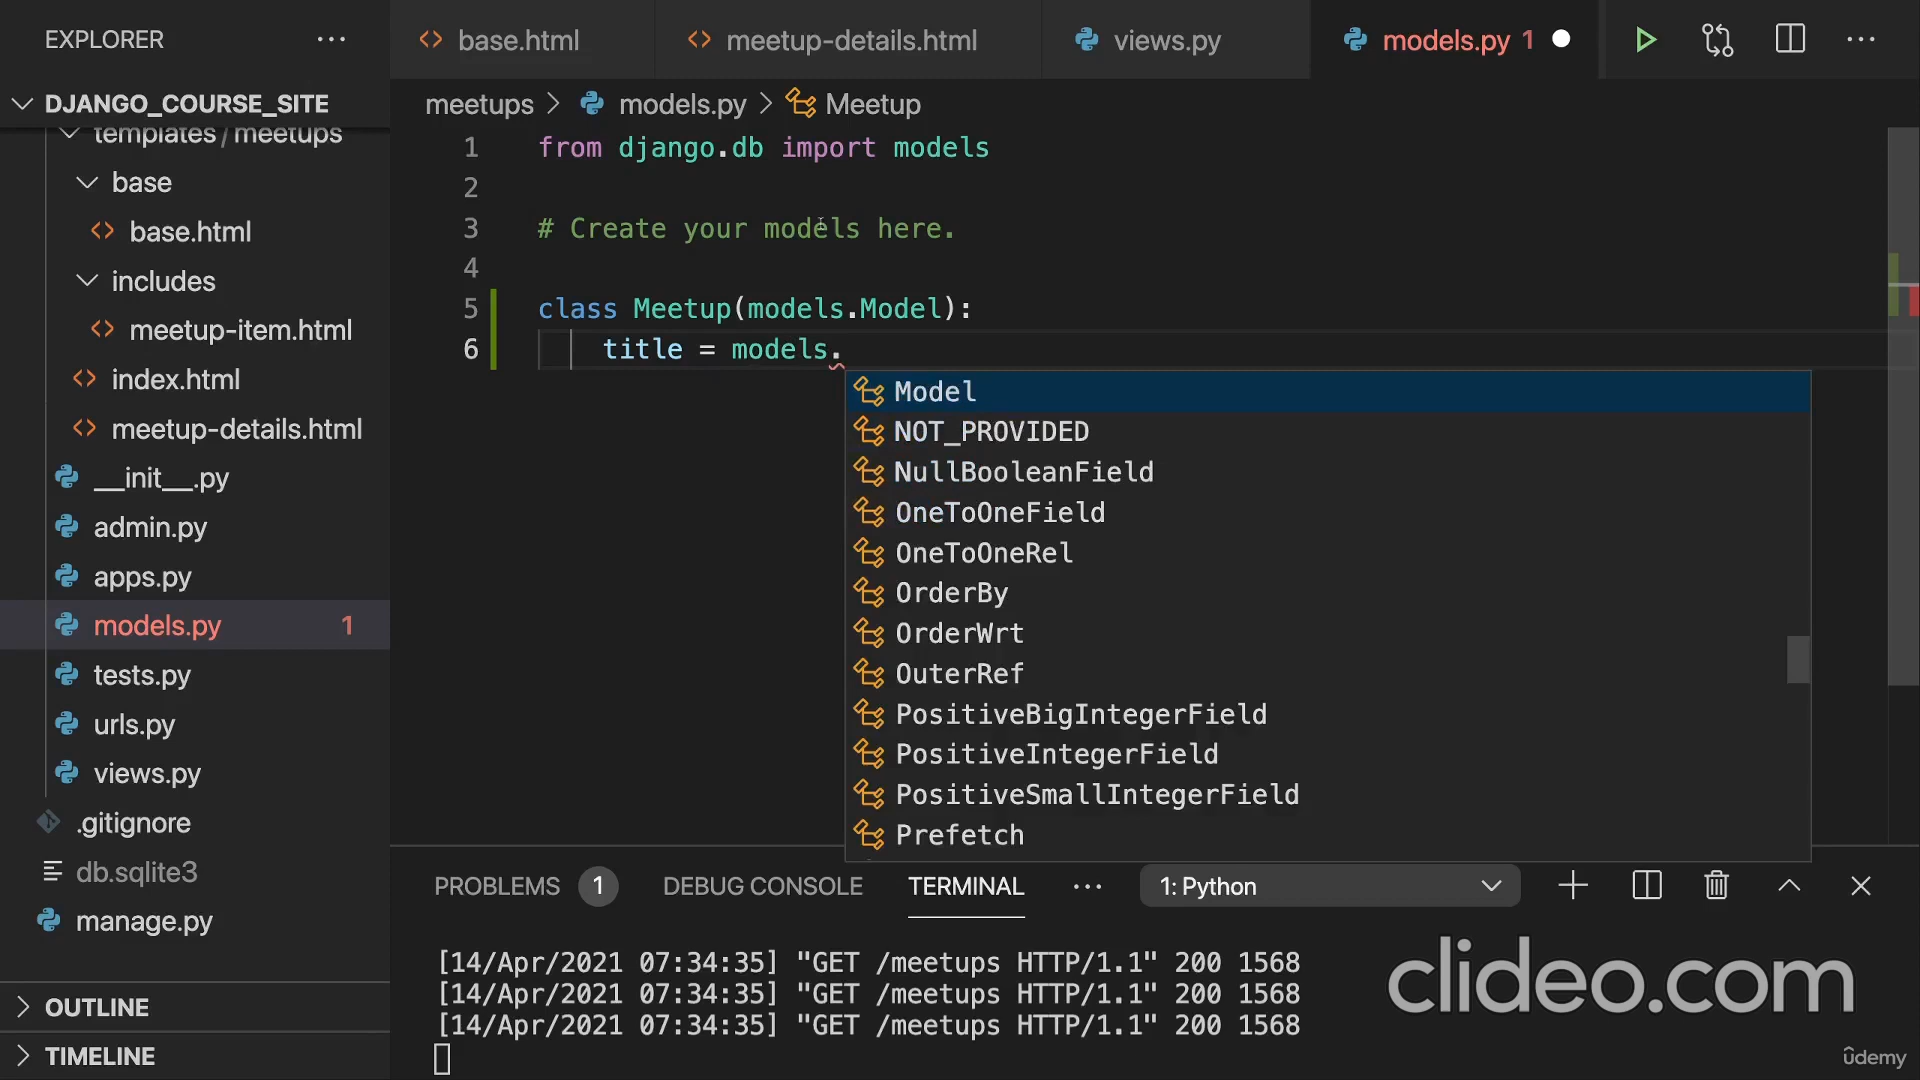 EXPLORER
base.html
meetup-details.html
views.py
models.py 1
DJANGO_COURSE_SITE
templates/meetups
base
base.html
includes
meetup-item.html
index.html
meetup-details.html
__init__.py
admin.py
apps.py
models.py 1
tests.py
urls.py
views.py
.gitignore
db.sqlite3
manage.py
OUTLINE
TIMELINE
meetups > models.py > Meetup
1 from django.db import models
2
3 # Create your models here.
4
5 class Meetup(models.Model):
6 title = models.
Model
NOT_PROVIDED
NullBooleanField
OneToOneField
OneToOneRel
OrderBy
OrderWrt
OuterRef
PositiveBigIntegerField
PositiveIntegerField
PositiveSmallIntegerField
Prefetch
PROBLEMS 1 DEBUG CONSOLE TERMINAL ··· 1: Python
[14/Apr/2021 07:34:35] "GET /meetups HTTP/1.1" 200 1568
[14/Apr/2021 07:34:35] "GET /meetups HTTP/1.1" 200 1568
[14/Apr/2021 07:34:35] "GET /meetups HTTP/1.1" 200 1568
clideo.com
ûdemy